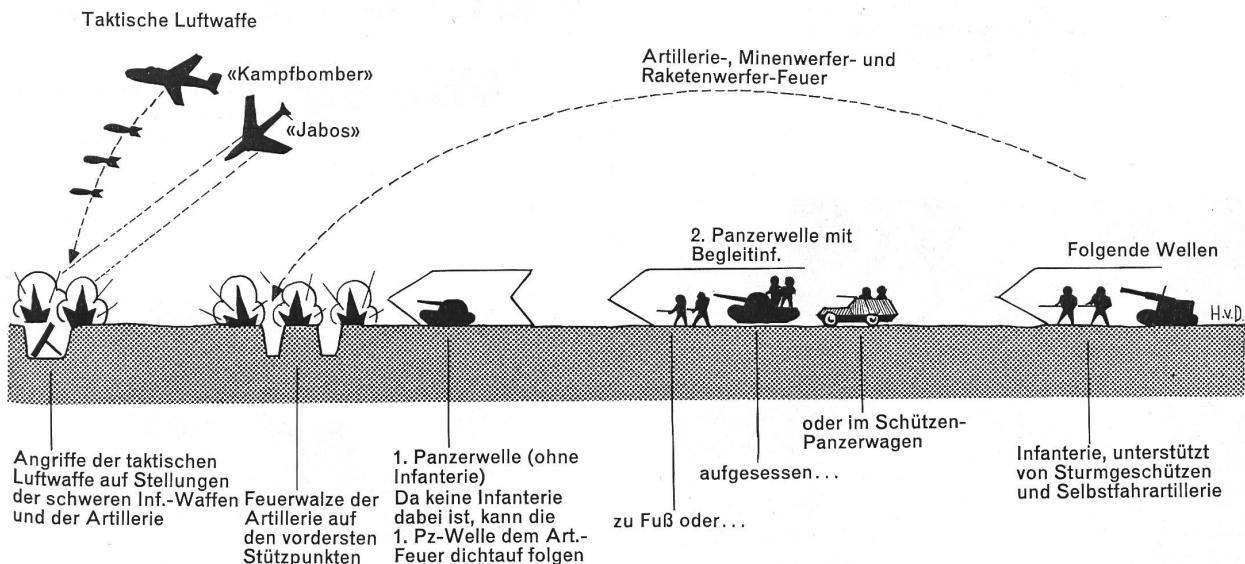 Taktische Luftwaffe
«Kampfbomber»
«Jabos»
Artillerie-, Minenwerfer- und
Raketenwerfer-Feuer
2. Panzerwelle mit
Begleitinf.
Folgende Wellen
H.v.D.
Angriffe der taktischen
Luftwaffe auf Stellungen
der schweren Inf.-Waffen
und der Artillerie
Feuerwalze der
Artillerie auf
den vordersten
Stützpunkten
1. Panzerwelle (ohne
Infanterie)
Da keine Infanterie
dabei ist, kann die
1. Pz-Welle dem Art.-
Feuer dichtauf folgen
zu Fuß oder...
aufgesessen...
oder im Schützen-
Panzerwagen
Infanterie, unterstützt
von Sturmgeschützen
und Selbstfahrartillerie